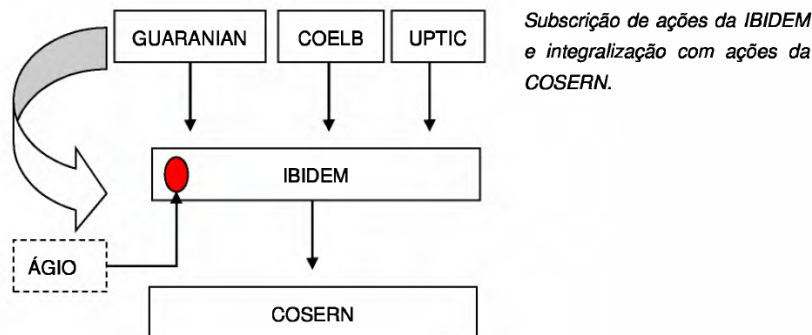 GUARANIAN COELB UPTIC
Subscrição de ações da IBIDEM
e integralização com ações da
COSERN.
IBIDEM
ÁGIO
COSERN